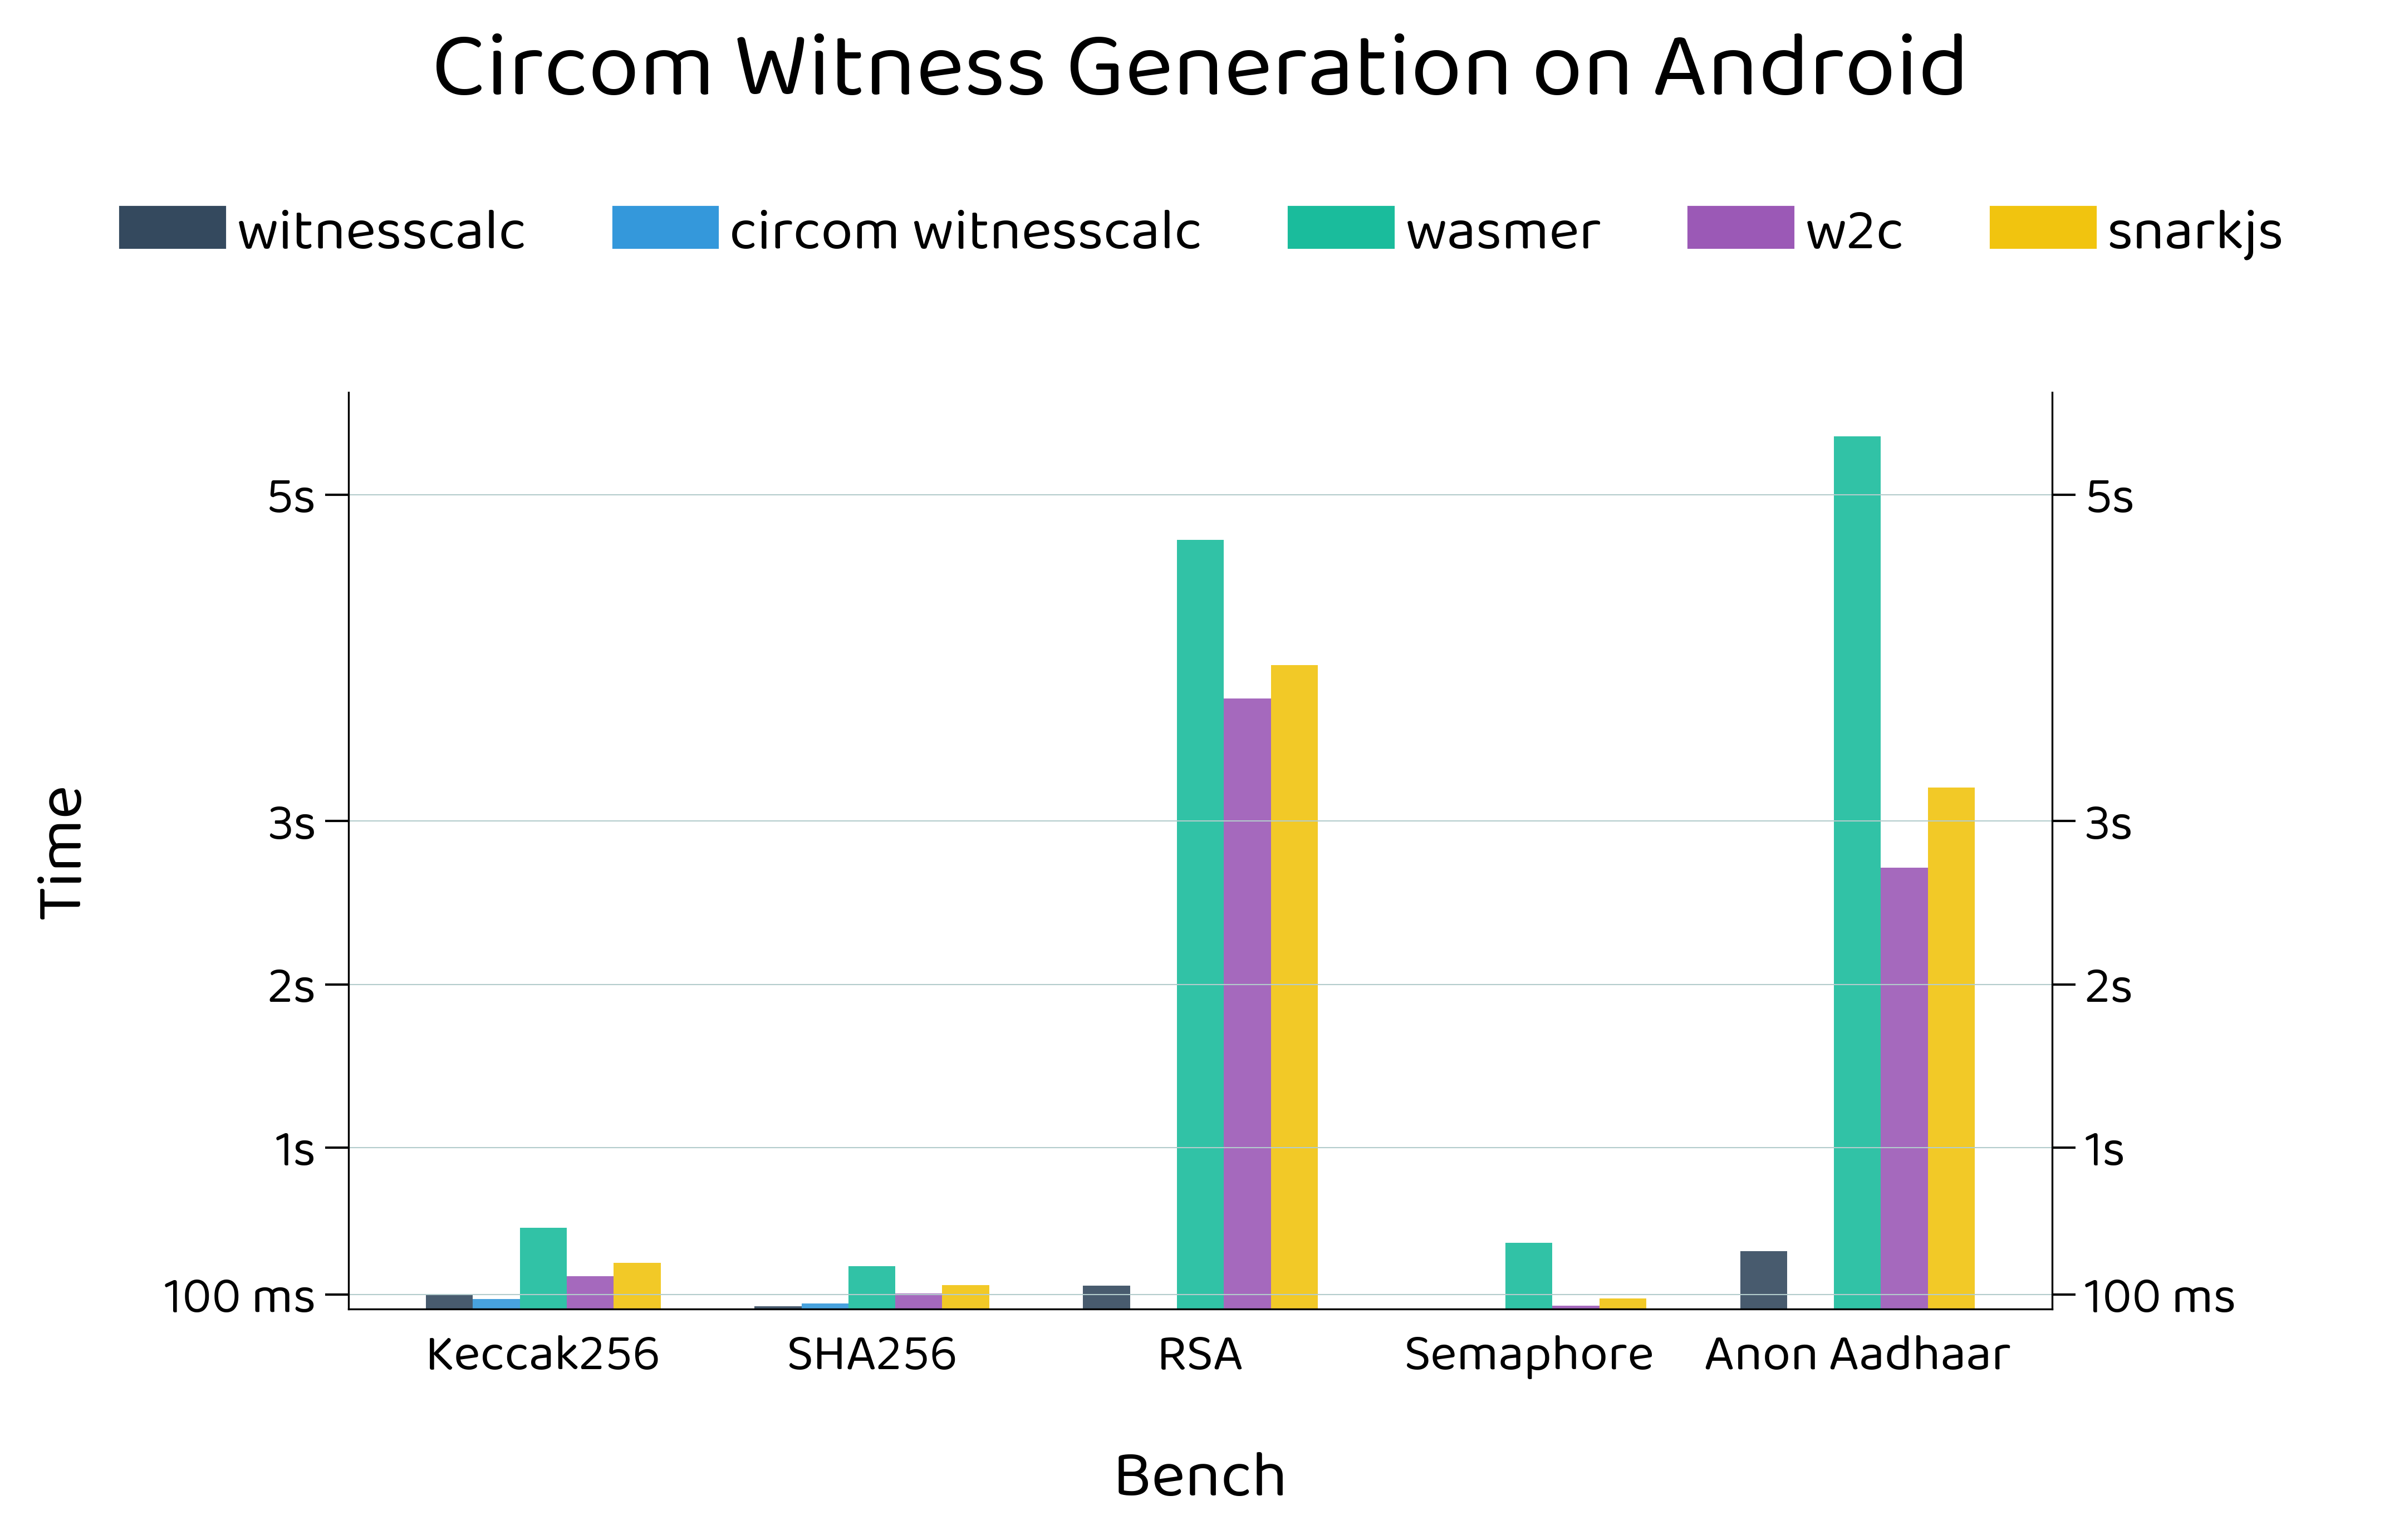 Circom Witness Generation on Android
witnesscalc circom witnesscalc wasmer w2c snarkjs
Time
5s 5s
3s 3s
2s 2s
1s 1s
100 ms 100 ms
Keccak256 SHA256 RSA Semaphore Anon Aadhaar
Bench